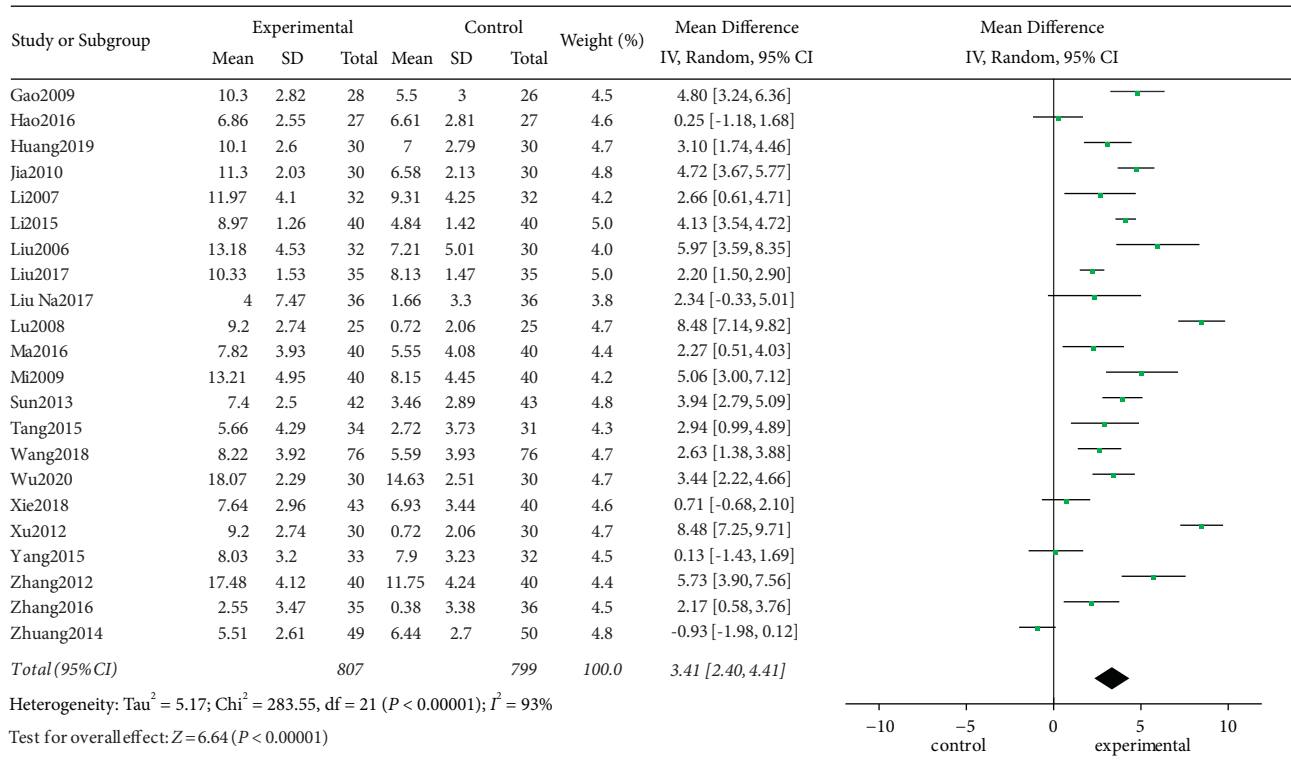 Study or Subgroup Experimental Control Weight (%) Mean Difference Mean Difference
Mean SD Total Mean SD Total IV, Random, 95% CI IV, Random, 95% CI
Gao2009 10.3 2.82 28 5.5 3 26 4.5 4.80 [3.24, 6.36]
Hao2016 6.86 2.55 27 6.61 2.81 27 4.6 0.25 [-1.18, 1.68]
Huang2019 10.1 2.6 30 7 2.79 30 4.7 3.10 [1.74, 4.46]
Jia2010 11.3 2.03 30 6.58 2.13 30 4.8 4.72 [3.67, 5.77]
Li2007 11.97 4.1 32 9.31 4.25 32 4.2 2.66 [0.61, 4.71]
Li2015 8.97 1.26 40 4.84 1.42 40 5.0 4.13 [3.54, 4.72]
Liu2006 13.18 4.53 32 7.21 5.01 30 4.0 5.97 [3.59, 8.35]
Liu2017 10.33 1.53 35 8.13 1.47 35 5.0 2.20 [1.50, 2.90]
Liu Na2017 4 7.47 36 1.66 3.3 36 3.8 2.34 [-0.33, 5.01]
Lu2008 9.2 2.74 25 0.72 2.06 25 4.7 8.48 [7.14, 9.82]
Ma2016 7.82 3.93 40 5.55 4.08 40 4.4 2.27 [0.51, 4.03]
Mi2009 13.21 4.95 40 8.15 4.45 40 4.2 5.06 [3.00, 7.12]
Sun2013 7.4 2.5 42 3.46 2.89 43 4.8 3.94 [2.79, 5.09]
Tang2015 5.66 4.29 34 2.72 3.73 31 4.3 2.94 [0.99, 4.89]
Wang2018 8.22 3.92 76 5.59 3.93 76 4.7 2.63 [1.38, 3.88]
Wu2020 18.07 2.29 30 14.63 2.51 30 4.7 3.44 [2.22, 4.66]
Xie2018 7.64 2.96 43 6.93 3.44 40 4.6 0.71 [-0.68, 2.10]
Xu2012 9.2 2.74 30 0.72 2.06 30 4.7 8.48 [7.25, 9.71]
Yang2015 8.03 3.2 33 7.9 3.23 32 4.5 0.13 [-1.43, 1.69]
Zhang2012 17.48 4.12 40 11.75 4.24 40 4.4 5.73 [3.90, 7.56]
Zhang2016 2.55 3.47 35 0.38 3.38 36 4.5 2.17 [0.58, 3.76]
Zhuang2014 5.51 2.61 49 6.44 2.7 50 4.8 -0.93 [-1.98, 0.12]
Total (95%CI) 807 799 100.0 3.41 [2.40, 4.41]
Heterogeneity: Tau² = 5.17; Chi² = 283.55, df = 21 (P < 0.00001); I² = 93%
Test for overall effect: Z = 6.64 (P < 0.00001)
−10 −5 0 5 10
control experimental